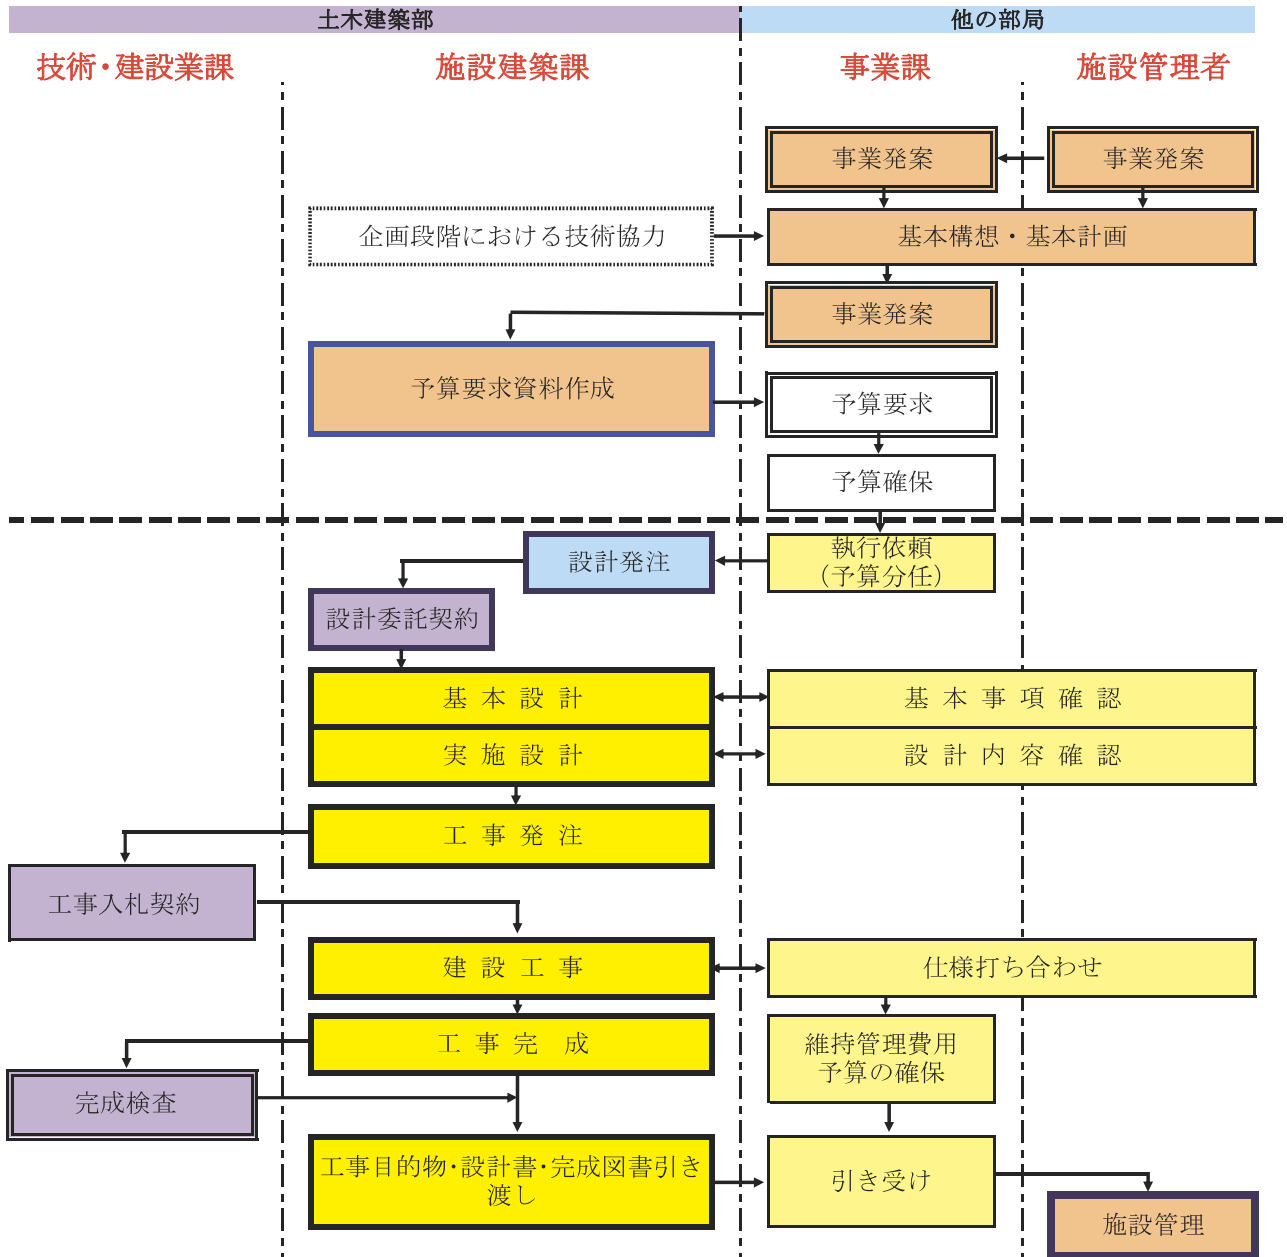 土木建築部
他の部局
技術・建設業課
施設建築課
事業課
施設管理者
事業発案
事業発案
企画段階における技術協力
基本構想・基本計画
事業発案
予算要求資料作成
予算要求
予算確保
設計発注
執行依頼
（予算分任）
設計委託契約
基本設計
基本事項確認
実施設計
設計内容確認
工事発注
工事入札契約
建設工事
仕様打ち合わせ
工事完　成
維持管理費用
予算の確保
完成検査
工事目的物・設計書・完成図書引き
渡し
引き受け
施設管理